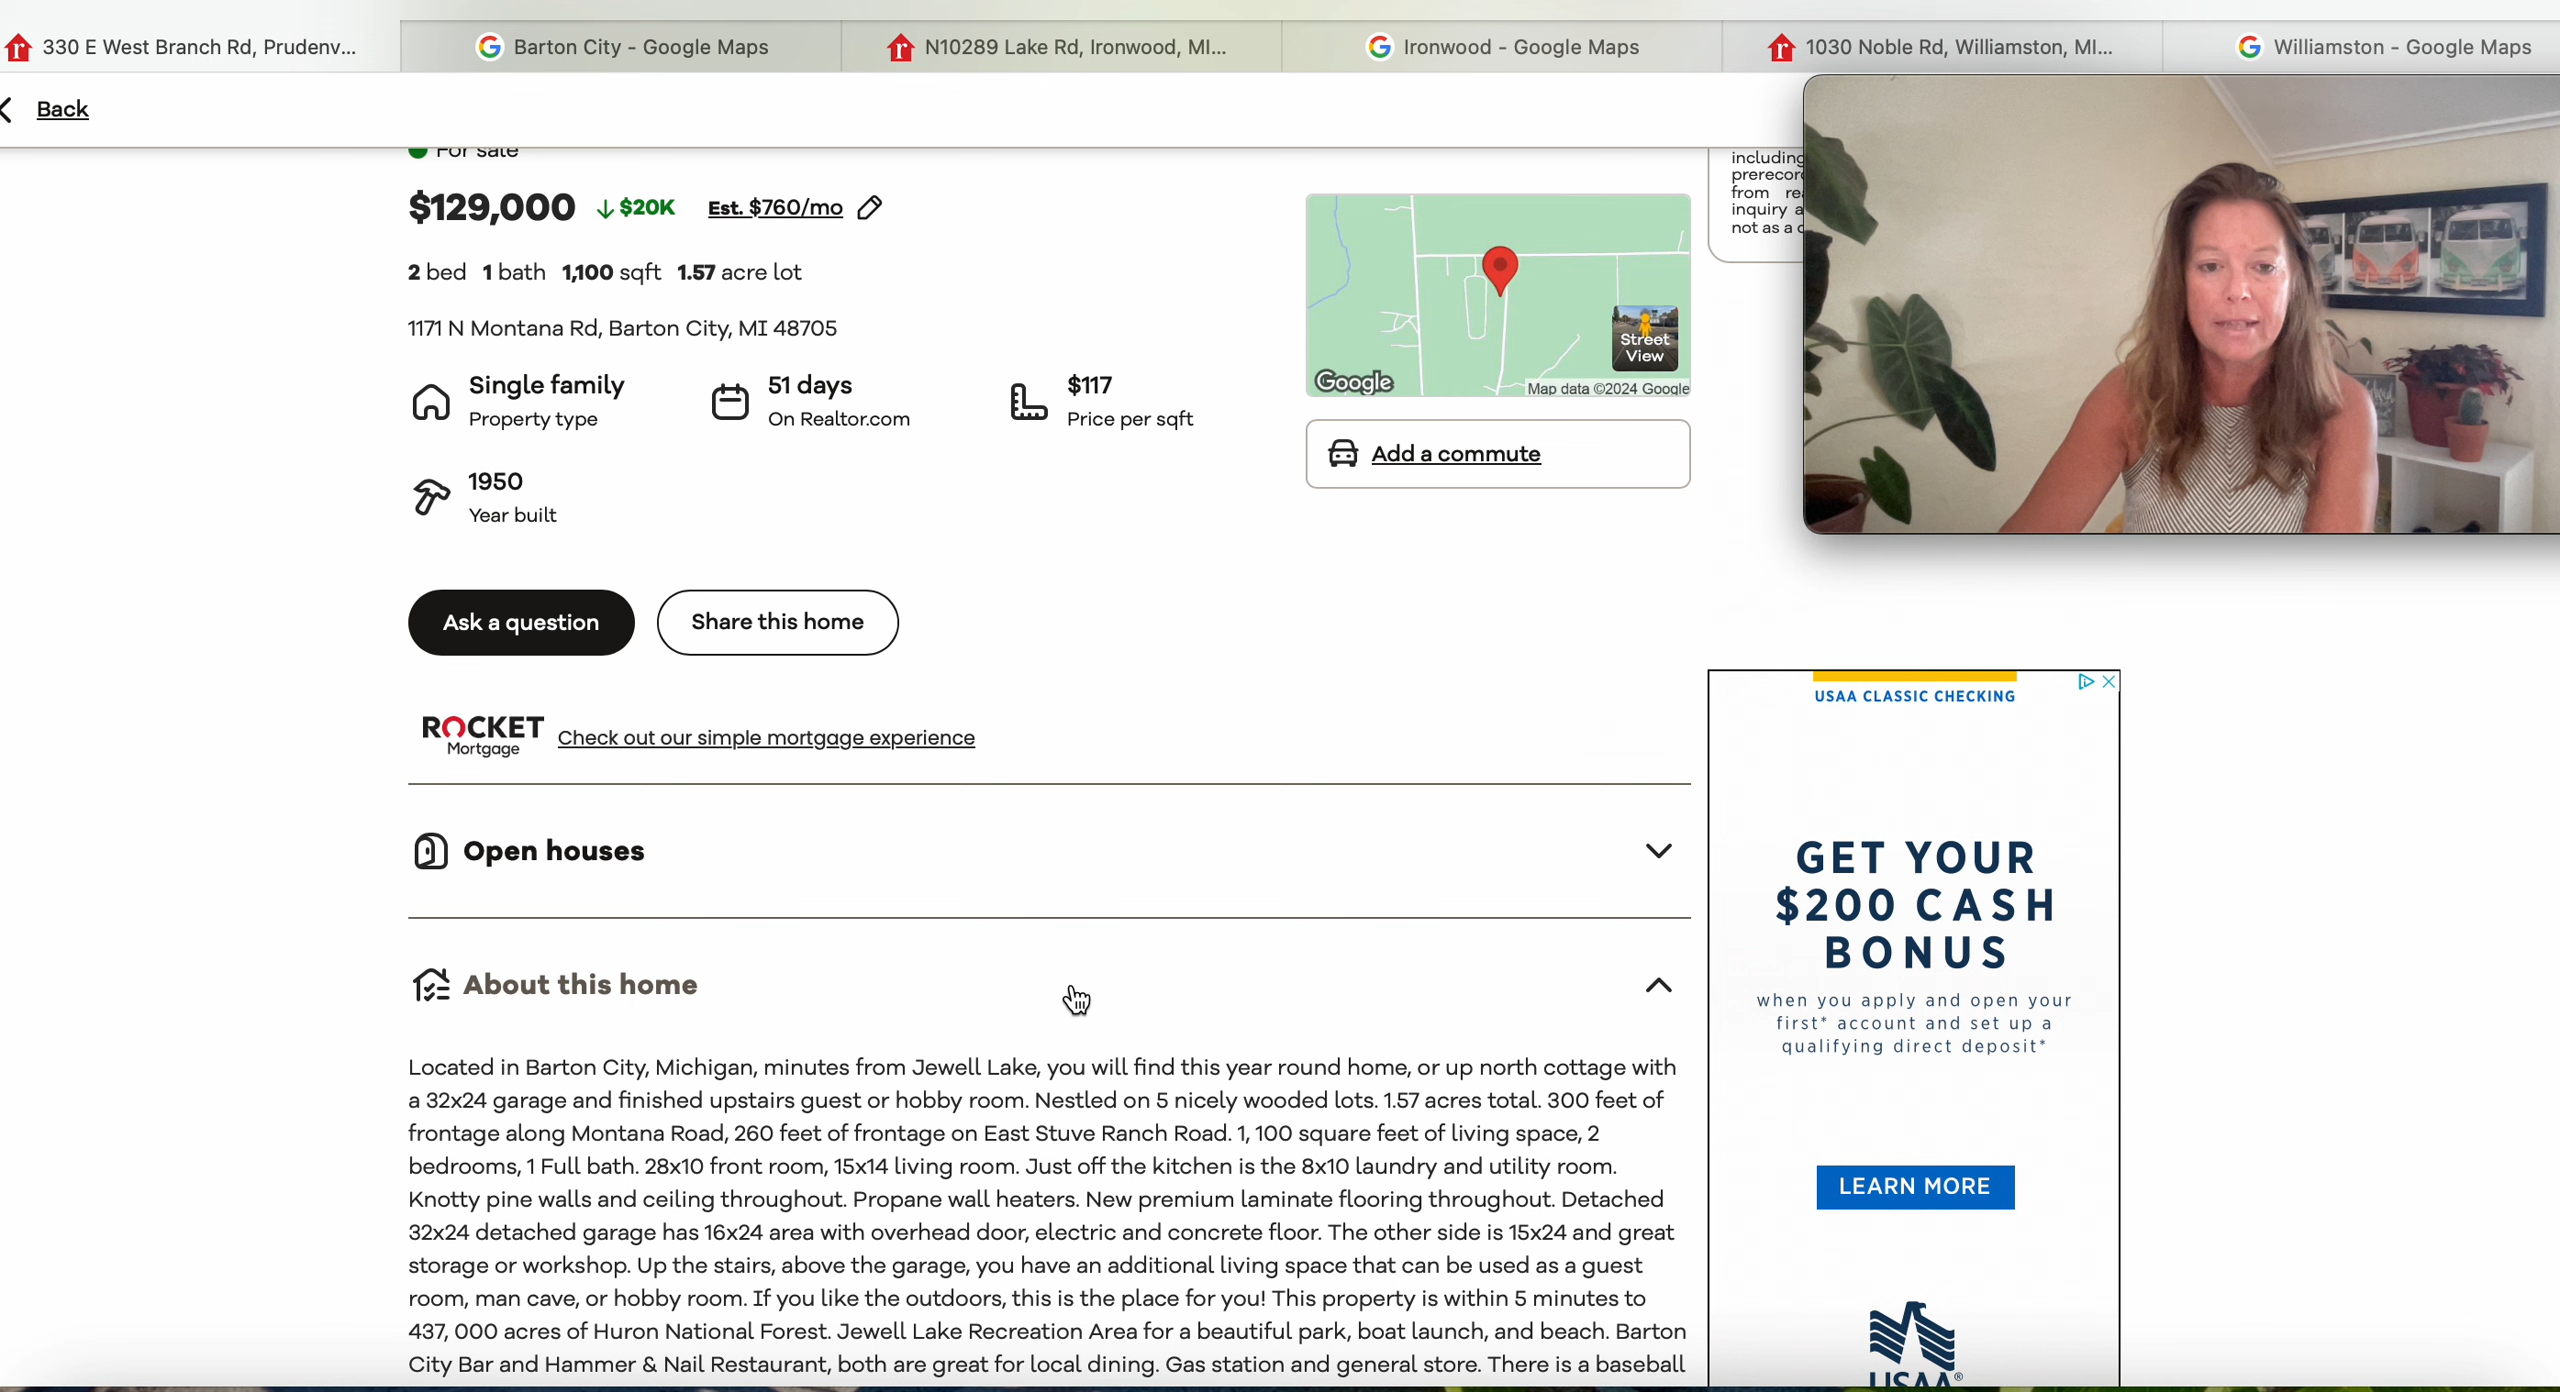 330 E West Branch Rd, Prudenv...
Barton City - Google Maps
N10289 Lake Rd, Ironwood, MI...
Ironwood - Google Maps
1030 Noble Rd, Williamston, MI...
Williamston - Google Maps
Back
For sale
$129,000
$20K
Est. $760/mo
2 bed 1 bath 1,100 sqft 1.57 acre lot
1171 N Montana Rd, Barton City, MI 48705
Single family
Property type
51 days
On Realtor.com
$117
Price per sqft
1950
Year built
Street
View
Google
Map data ©2024 Google
Add a commute
including
prerecor
from re
inquiry a
not as a c
Ask a question
Share this home
ROCKET
Mortgage
Check out our simple mortgage experience
Open houses
About this home
Located in Barton City, Michigan, minutes from Jewell Lake, you will find this year round home, or up north cottage with
a 32x24 garage and finished upstairs guest or hobby room. Nestled on 5 nicely wooded lots. 1.57 acres total. 300 feet of
frontage along Montana Road, 260 feet of frontage on East Stuve Ranch Road. 1, 100 square feet of living space, 2
bedrooms, 1 Full bath. 28x10 front room, 15x14 living room. Just off the kitchen is the 8x10 laundry and utility room.
Knotty pine walls and ceiling throughout. Propane wall heaters. New premium laminate flooring throughout. Detached
32x24 detached garage has 16x24 area with overhead door, electric and concrete floor. The other side is 15x24 and great
storage or workshop. Up the stairs, above the garage, you have an additional living space that can be used as a guest
room, man cave, or hobby room. If you like the outdoors, this is the place for you! This property is within 5 minutes to
437, 000 acres of Huron National Forest. Jewell Lake Recreation Area for a beautiful park, boat launch, and beach. Barton
City Bar and Hammer & Nail Restaurant, both are great for local dining. Gas station and general store. There is a baseball
USAA CLASSIC CHECKING
GET YOUR
$200 CASH
BONUS
when you apply and open your
first* account and set up a
qualifying direct deposit*
LEARN MORE
USAA®